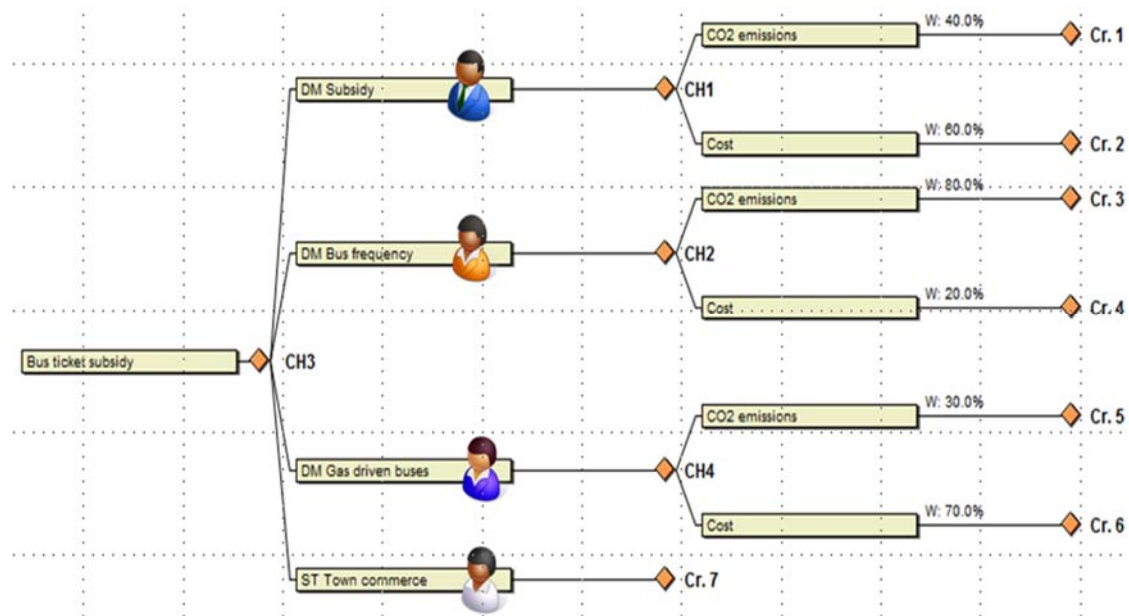 W: 40.0%
CO2 emissions
Cr. 1
DM Subsidy
CH1
W: 60.0%
Cost
Cr. 2
W: 80.0%
CO2 emissions
Cr. 3
DM Bus frequency
CH2
W: 20.0%
Cost
Cr. 4
Bus ticket subsidy
CH3
W: 30.0%
CO2 emissions
Cr. 5
DM Gas driven buses
CH4
W: 70.0%
Cost
Cr. 6
ST Town commerce
Cr. 7